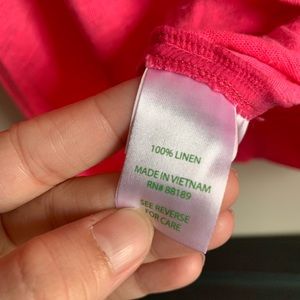 100% LINEN
MADE IN VIETNAM
RN# 88189
SEE REVERSE
FOR CARE